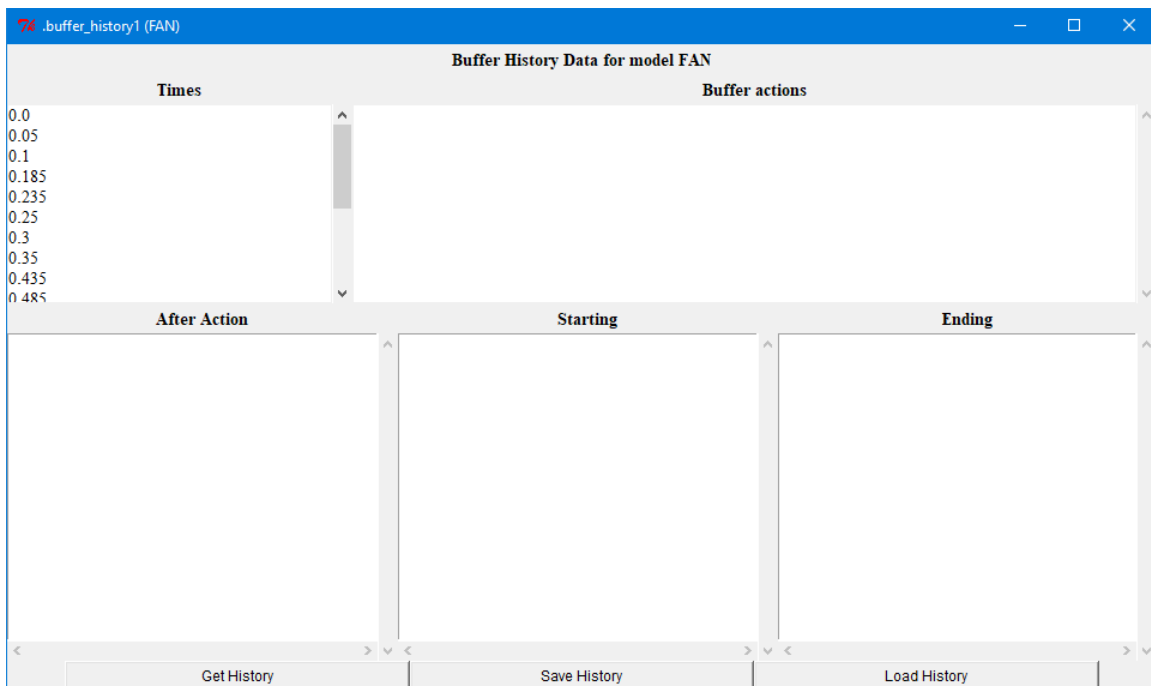 .buffer_history1 (FAN)
Buffer History Data for model FAN
Times
Buffer actions
0.0
0.05
0.1
0.185
0.235
0.25
0.3
0.35
0.435
0.485
After Action
Starting
Ending
Get History
Save History
Load History